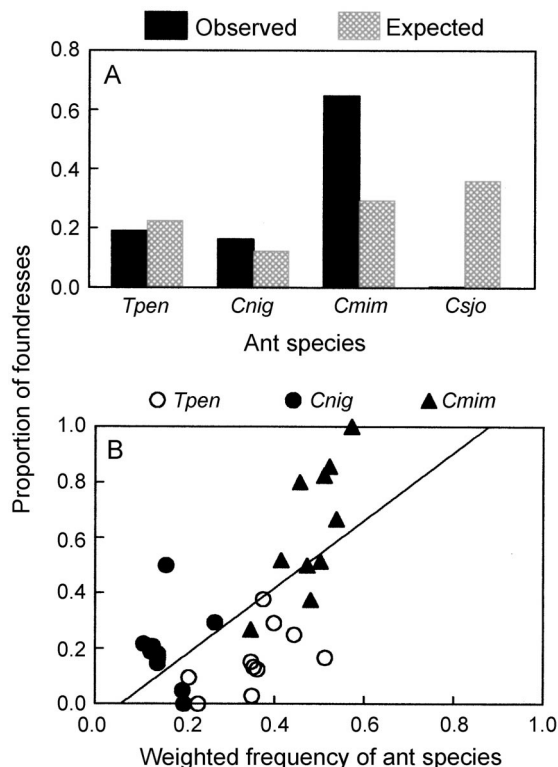 Observed Expected
A
0.8
0.6
0.4
0.2
0.0
Tpen Cnig Cmim Csjo
Ant species
Proportion of foundresses
Tpen Cnig Cmim
B
1.0
0.8
0.6
0.4
0.2
0.0
0.0 0.2 0.4 0.6 0.8 1.0
Weighted frequency of ant species